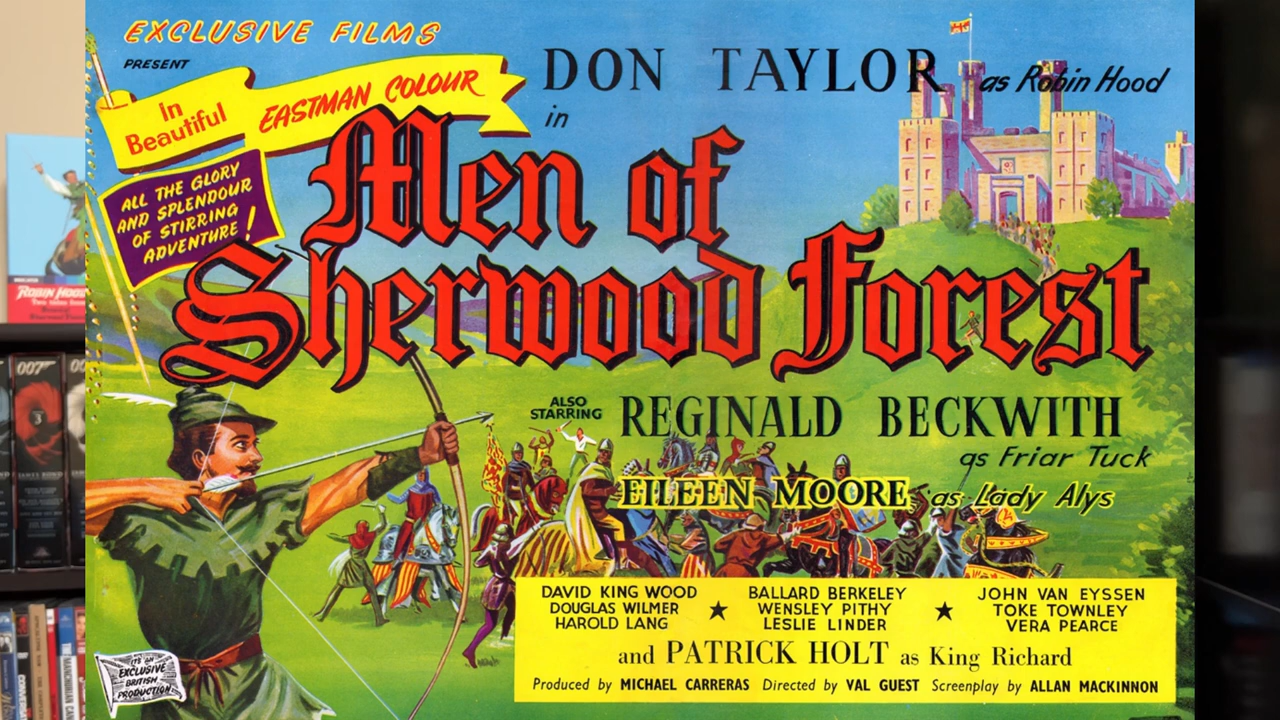 EXCLUSIVE FILMS
PRESENT
In
Beautiful
EASTMAN COLOUR
ALL THE GLORY
AND SPLENDOUR
OF STIRRING
ADVENTURE!
DON TAYLOR as Robin Hood
in
Men of
Sherwood Forest
ALSO
STARRING
REGINALD BECKWITH
as Friar Tuck
EILEEN MOORE as Lady Alys
DAVID KING WOOD
DOUGLAS WILMER
HAROLD LANG
BALLARD BERKELEY
WENSLEY PITHY
LESLIE LINDER
JOHN VAN EYSSEN
TOKE TOWNLEY
VERA PEARCE
and PATRICK HOLT as King Richard
Produced by MICHAEL CARRERAS Directed by VAL GUEST Screenplay by ALLAN MACKINNON
IT'S AN
EXCLUSIVE
BRITISH
PRODUCTION
ROBIN HOOD
007
3
JAMES BOND